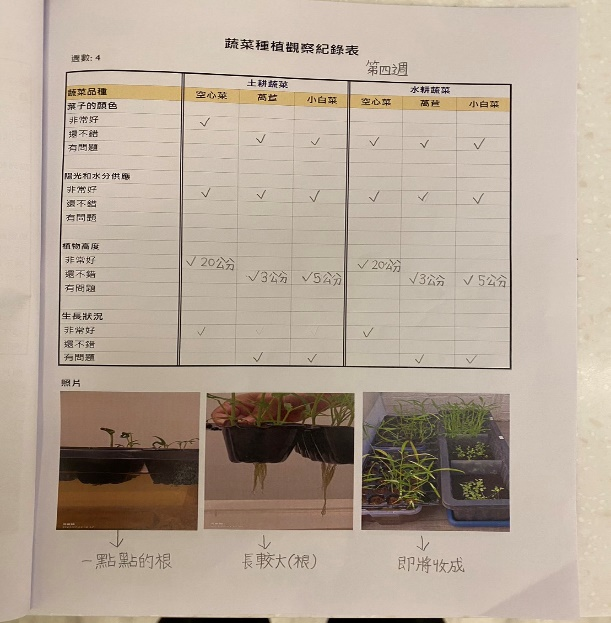 蔬菜種植觀察紀錄表
週數: 4
第四週
土耕蔬菜 水耕蔬菜
蔬菜品種 空心菜 萵苣 小白菜 空心菜 萵苣 小白菜
葉子的顏色
非常好 ✓
還不錯 ✓ ✓ ✓ ✓ ✓
有問題
陽光和水分供應
非常好 ✓ ✓ ✓ ✓ ✓ ✓
還不錯
有問題
植物高度
非常好 ✓ 20公分 ✓ 20公分
還不錯 ✓3公分 ✓5公分 ✓3公分 ✓5公分
有問題
生長狀況
非常好 ✓ ✓
還不錯
有問題 ✓ ✓ ✓ ✓
照片
一點點的根 長較大(根) 即將收成